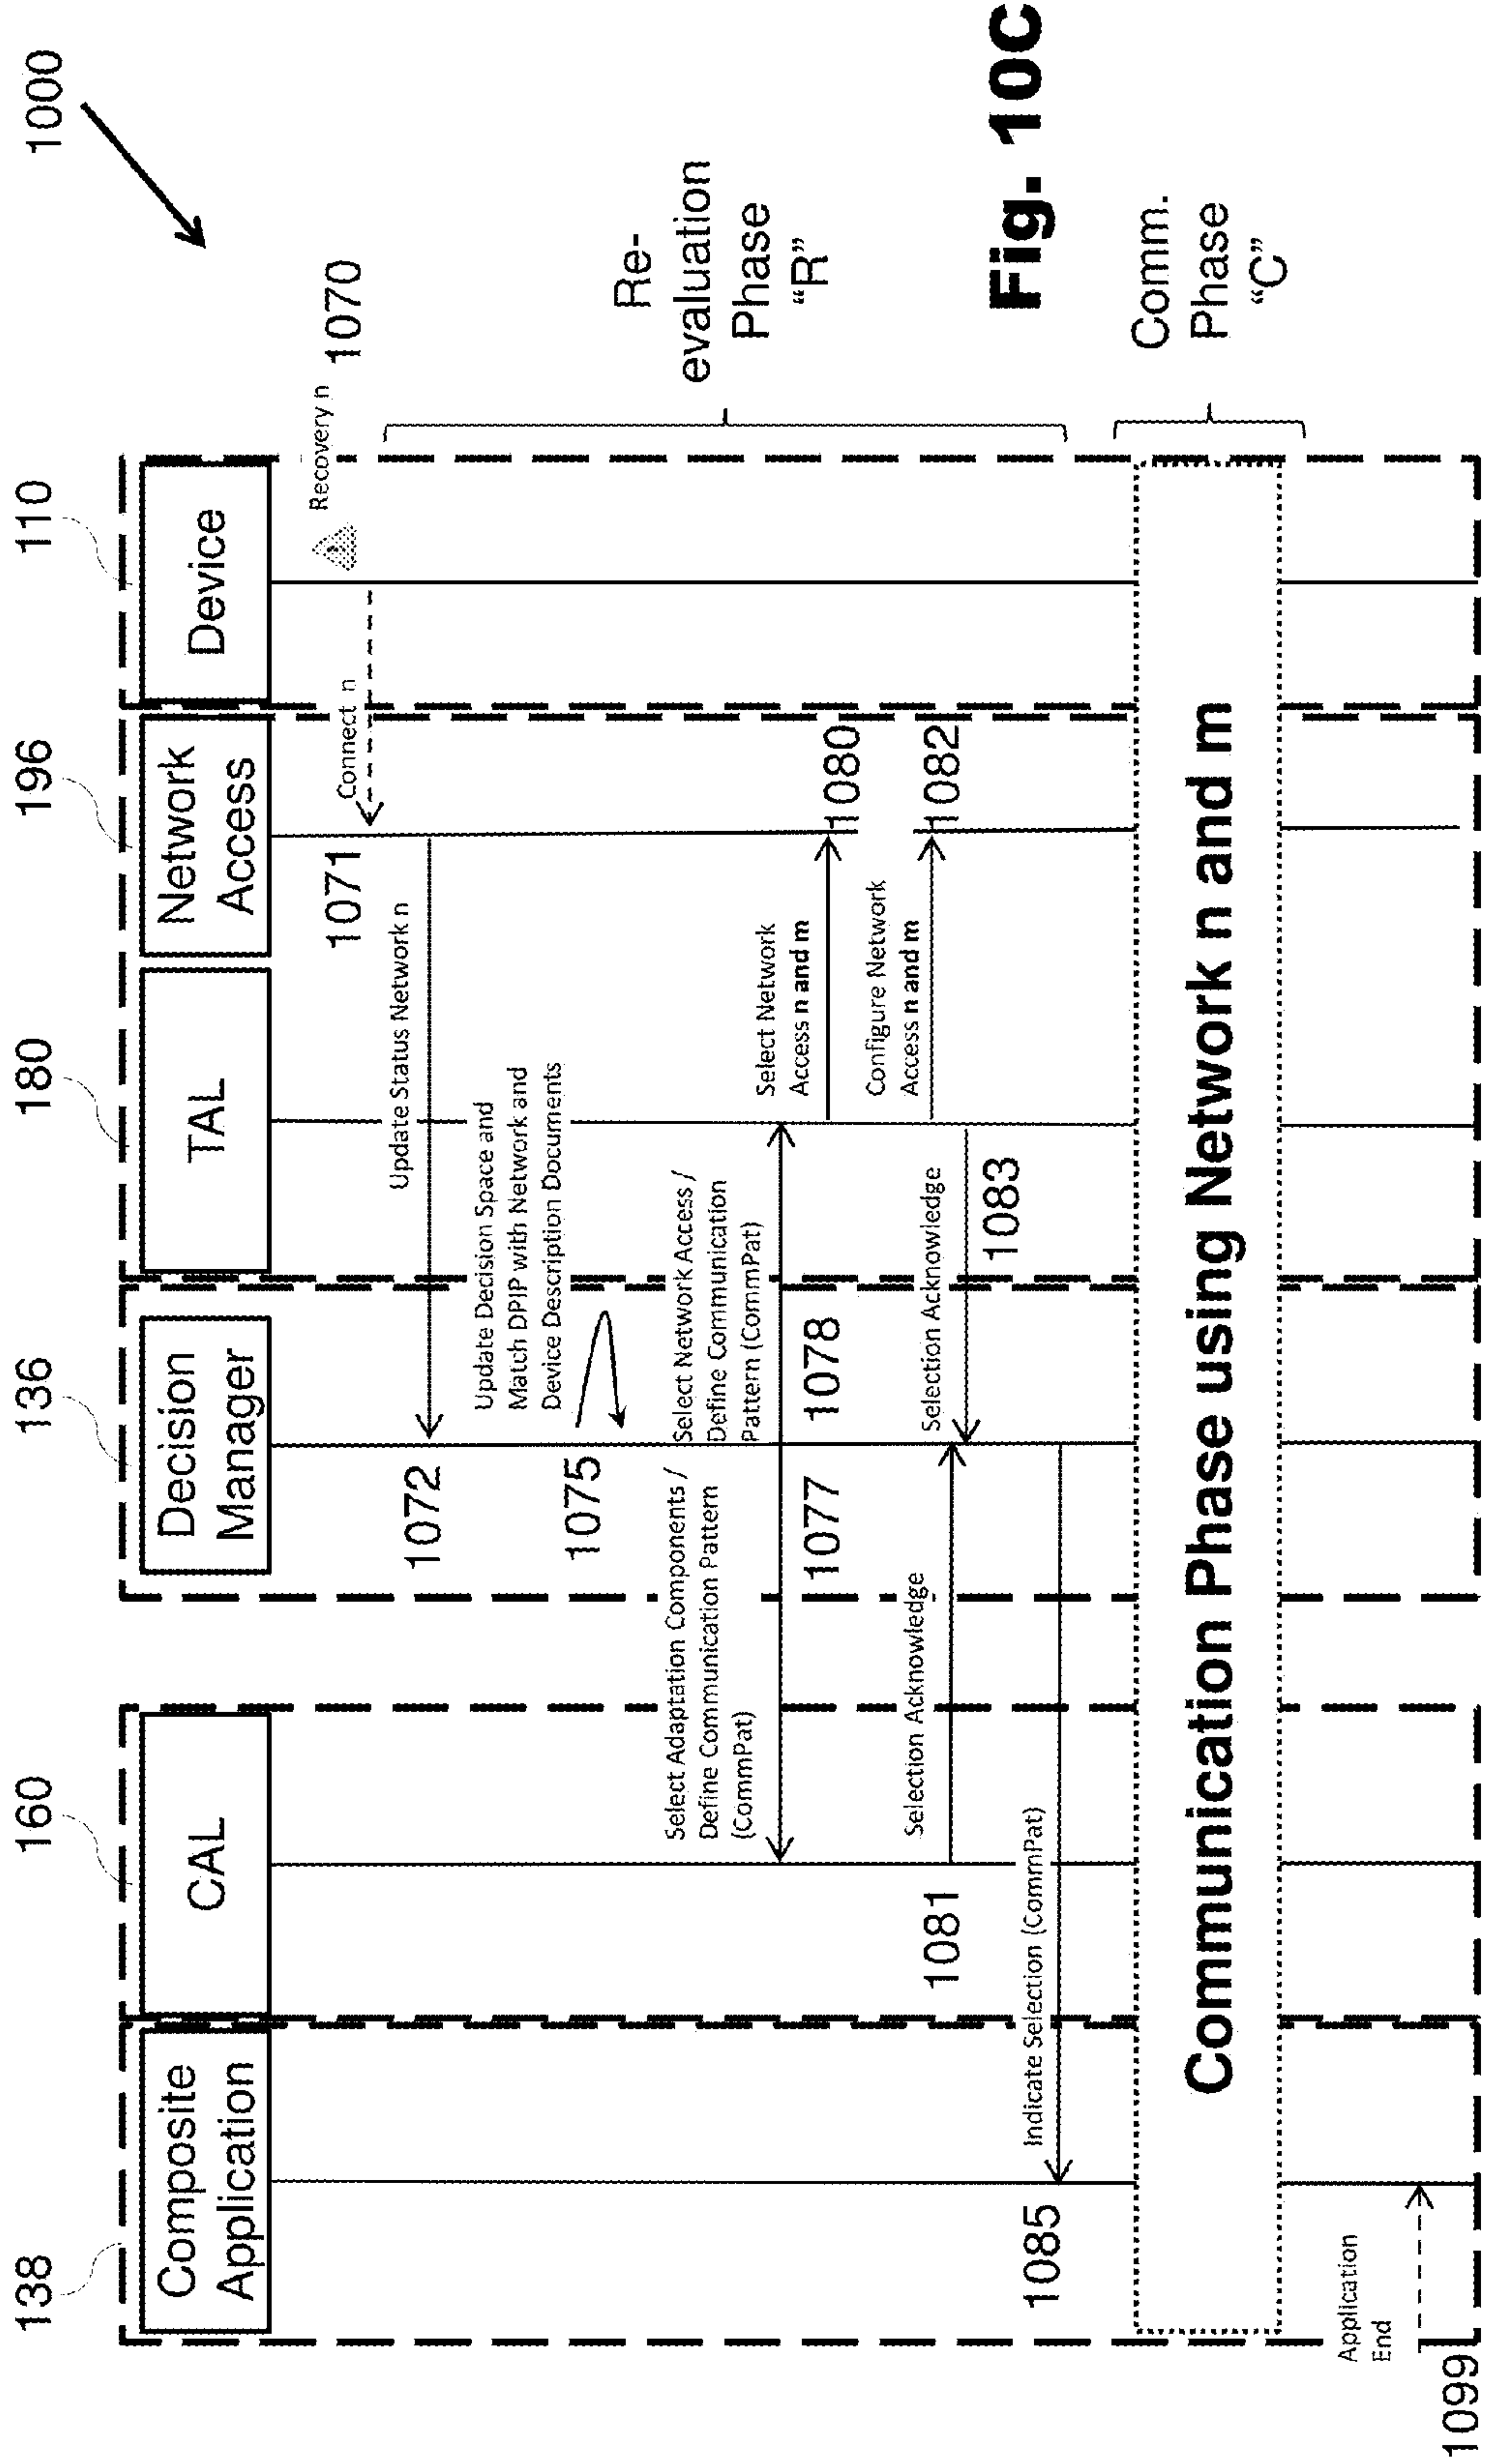 1000
138
160
136
180
196
110
Composite
Application
CAL
Decision
Manager
TAL
Network
Access
Device
1071
Connect n
Recovery n
1070
Update Status Network n
1072
Update Decision Space and
Match DPIP with Network and
Device Description Documents
1075
Select Adaptation Components /
Define Communication Pattern
(CommPat)
Select Network Access /
Define Communication
Pattern (CommPat)
1077
1078
Select Network
Access n and m
1080
Configure Network
Access n and m
1082
Selection Acknowledge
1081
Selection Acknowledge
1083
Indicate Selection (CommPat)
1085
Re-
evaluation
Phase
“R”
Fig. 10C
Communication Phase using Network n and m
Comm.
Phase
“C”
Application
End
1099